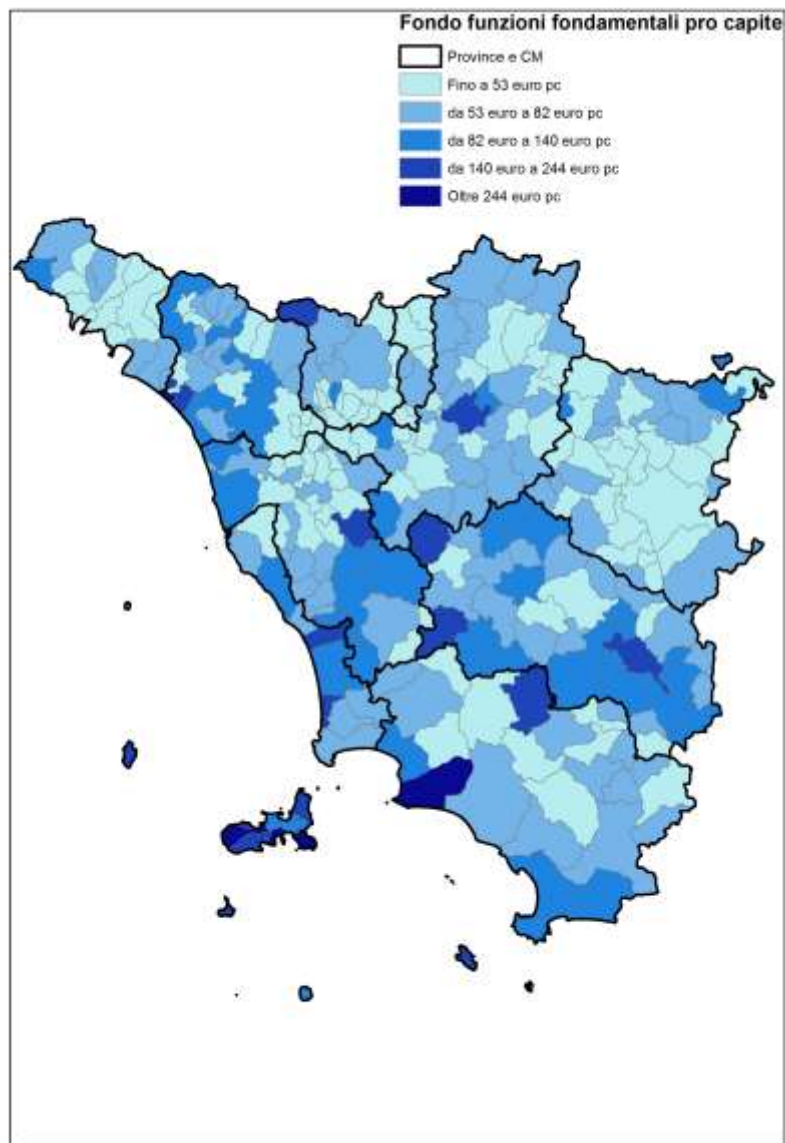 Fondo funzioni fondamentali pro capite
Province e CM
Fino a 53 euro pc
da 53 euro a 82 euro pc
da 82 euro a 140 euro pc
da 140 euro a 244 euro pc
Oltre 244 euro pc